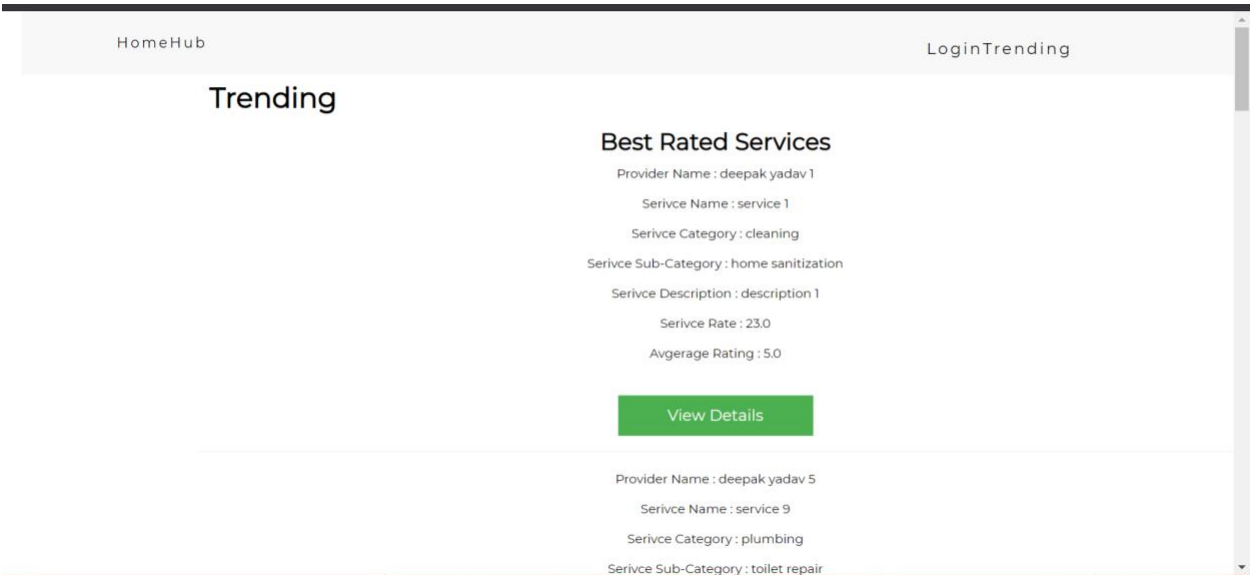 HomeHub
LoginTrending
Trending
Best Rated Services
Provider Name : deepak yadav 1
Serivce Name : service 1
Serivce Category : cleaning
Serivce Sub-Category : home sanitization
Serivce Description : description 1
Serivce Rate : 23.0
Avgerage Rating : 5.0
View Details
Provider Name : deepak yadav 5
Serivce Name : service 9
Serivce Category : plumbing
Serivce Sub-Category : toilet repair